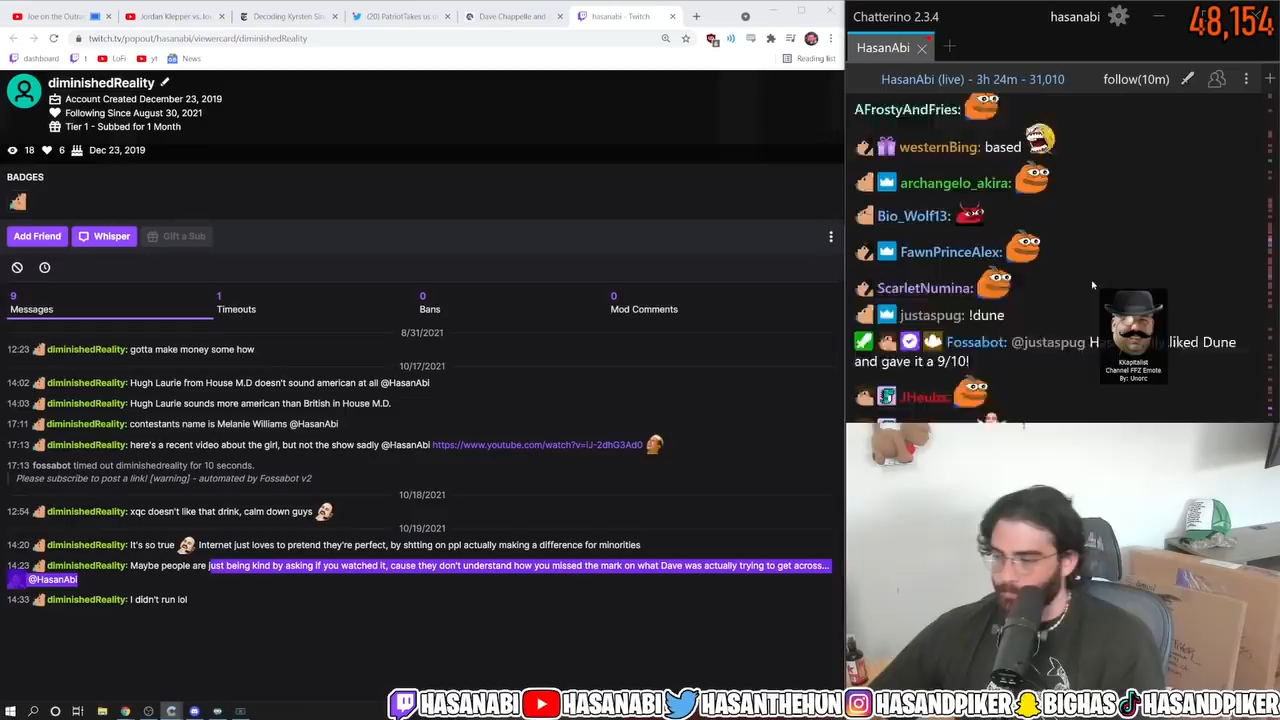 Joe on the Outra
Jordan Klepper vs. Io
Decoding Kyrsten Sin
(20) PatriotTakes us o
Dave Chappelle and
hasanabi - Twitch
twitch.tv/popout/hasanabi/viewercard/diminishedReality
dashboard
1
LoFi
yt
News
Reading list
diminishedReality
Account Created December 23, 2019
Following Since August 30, 2021
Tier 1 - Subbed for 1 Month
18
6
Dec 23, 2019
BADGES
Add Friend
Whisper
Gift a Sub
9
Messages
1
Timeouts
0
Bans
0
Mod Comments
8/31/2021
12:23 diminishedReality: gotta make money some how
10/17/2021
14:02 diminishedReality: Hugh Laurie from House M.D doesn't sound american at all @HasanAbi
14:03 diminishedReality: Hugh Laurie sounds more american than British in House M.D.
17:11 diminishedReality: contestants name is Melanie Williams @HasanAbi
17:13 diminishedReality: here's a recent video about the girl, but not the show sadly @HasanAbi https://www.youtube.com/watch?v=lJ-2dhG3Ad0
17:13 fossabot timed out diminishedreality for 10 seconds.
Please subscribe to post a link! [warning] - automated by Fossabot v2
10/18/2021
12:54 diminishedReality: xqc doesn't like that drink, calm down guys
10/19/2021
14:20 diminishedReality: It's so true Internet just loves to pretend they're perfect, by shtting on ppl actually making a difference for minorities
14:23 diminishedReality: Maybe people are just being kind by asking if you watched it, cause they don't understand how you missed the mark on what Dave was actually trying to get across...
@HasanAbi
14:33 diminishedReality: I didn't run lol
Chatterino 2.3.4
hasanabi
48,154
HasanAbi
HasanAbi (live) - 3h 24m - 31,010
follow(10m)
AFrostyAndFries:
westernBing: based
archangelo_akira:
Bio_Wolf13:
FawnPrinceAlex:
ScarletNumina:
justaspug: !dune
Fossabot: @justaspug H liked Dune
and gave it a 9/10!
KKapitalist
Channel FFZ Emote
By: Unorc
JHeubs:
HASANABI
HASANABI
HASANTHEHUN
HASANDPIKER
BIGHAS
HASANDPIKER